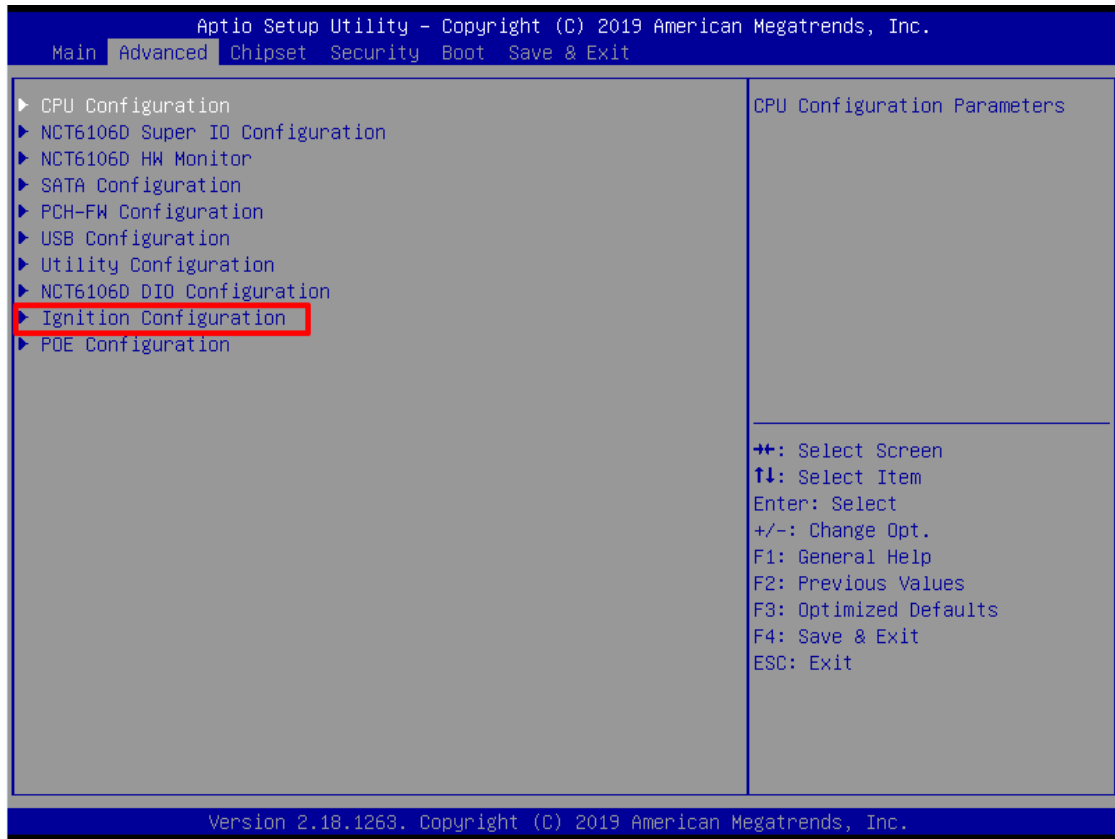 Aptio Setup Utility – Copyright (C) 2019 American Megatrends, Inc.
Main Advanced Chipset Security Boot Save & Exit
▶ CPU Configuration
▶ NCT6106D Super IO Configuration
▶ NCT6106D HW Monitor
▶ SATA Configuration
▶ PCH-FW Configuration
▶ USB Configuration
▶ Utility Configuration
▶ NCT6106D DIO Configuration
▶ Ignition Configuration
▶ POE Configuration
CPU Configuration Parameters
→←: Select Screen
↑↓: Select Item
Enter: Select
+/-: Change Opt.
F1: General Help
F2: Previous Values
F3: Optimized Defaults
F4: Save & Exit
ESC: Exit
Version 2.18.1263. Copyright (C) 2019 American Megatrends, Inc.